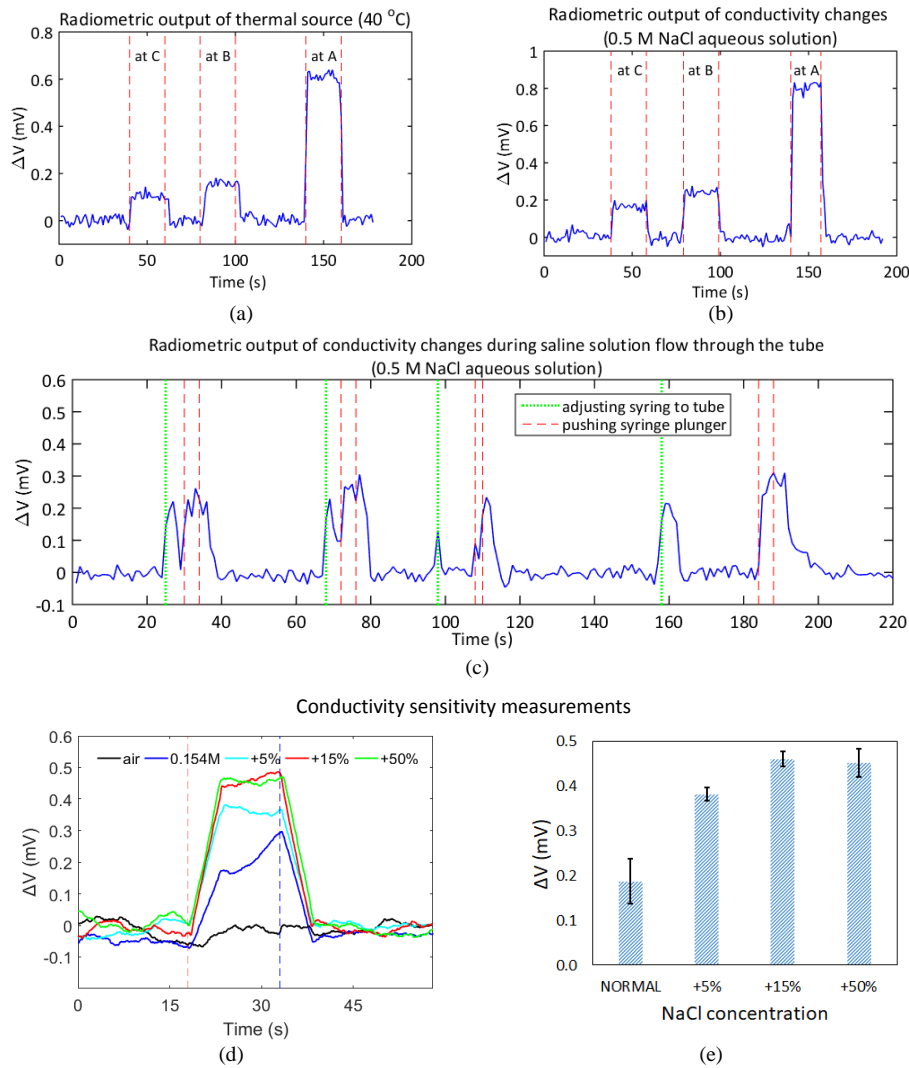 Radiometric output of thermal source (40 °C)
0.8
0.6
0.4
0.2
0
at C
at B
at A
ΔV (mV)
0
50
100
150
200
Time (s)
(a)
Radiometric output of conductivity changes
(0.5 M NaCl aqueous solution)
1
0.8
0.6
0.4
0.2
0
at C
at B
at A
ΔV (mV)
0
50
100
150
200
Time (s)
(b)
Radiometric output of conductivity changes during saline solution flow through the tube
(0.5 M NaCl aqueous solution)
0.6
0.5
0.4
0.3
0.2
0.1
0
-0.1
ΔV (mV)
adjusting syring to tube
pushing syringe plunger
0
20
40
60
80
100
120
140
160
180
200
220
Time (s)
(c)
Conductivity sensitivity measurements
0.6
0.5
0.4
0.3
0.2
0.1
0
-0.1
ΔV (mV)
air
0.154M
+5%
+15%
+50%
0
15
30
45
Time (s)
(d)
0.5
0.4
0.3
0.2
0.1
0.0
ΔV (mV)
NORMAL
+5%
+15%
+50%
NaCl concentration
(e)